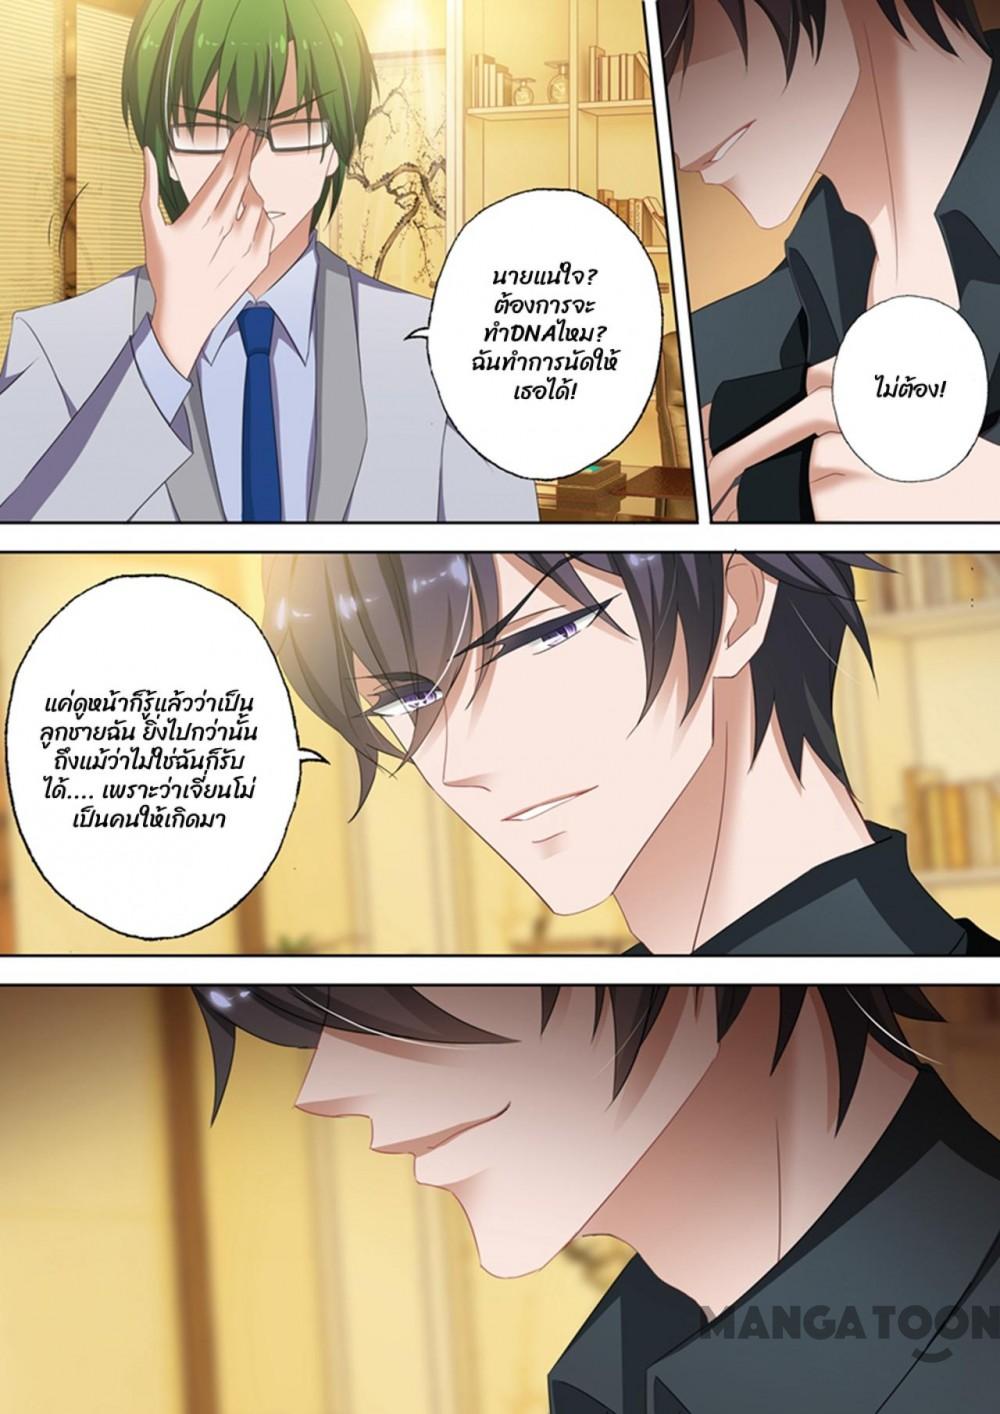 นายแน่ใจ?
ต้องการจะ
ทำDNAไหม?
ฉันทำการนัดให้
เธอได้!
ไม่ต้อง!
แค่ดูหน้าก็รู้แล้วว่าเป็น
ลูกชายฉัน ยิ่งไปกว่านั้น
ถึงแม้ว่าไม่ใช่ฉันก็รับ
ได้.... เพราะว่าเจี่ยนโม่
เป็นคนให้เกิดมา
MANGATOON